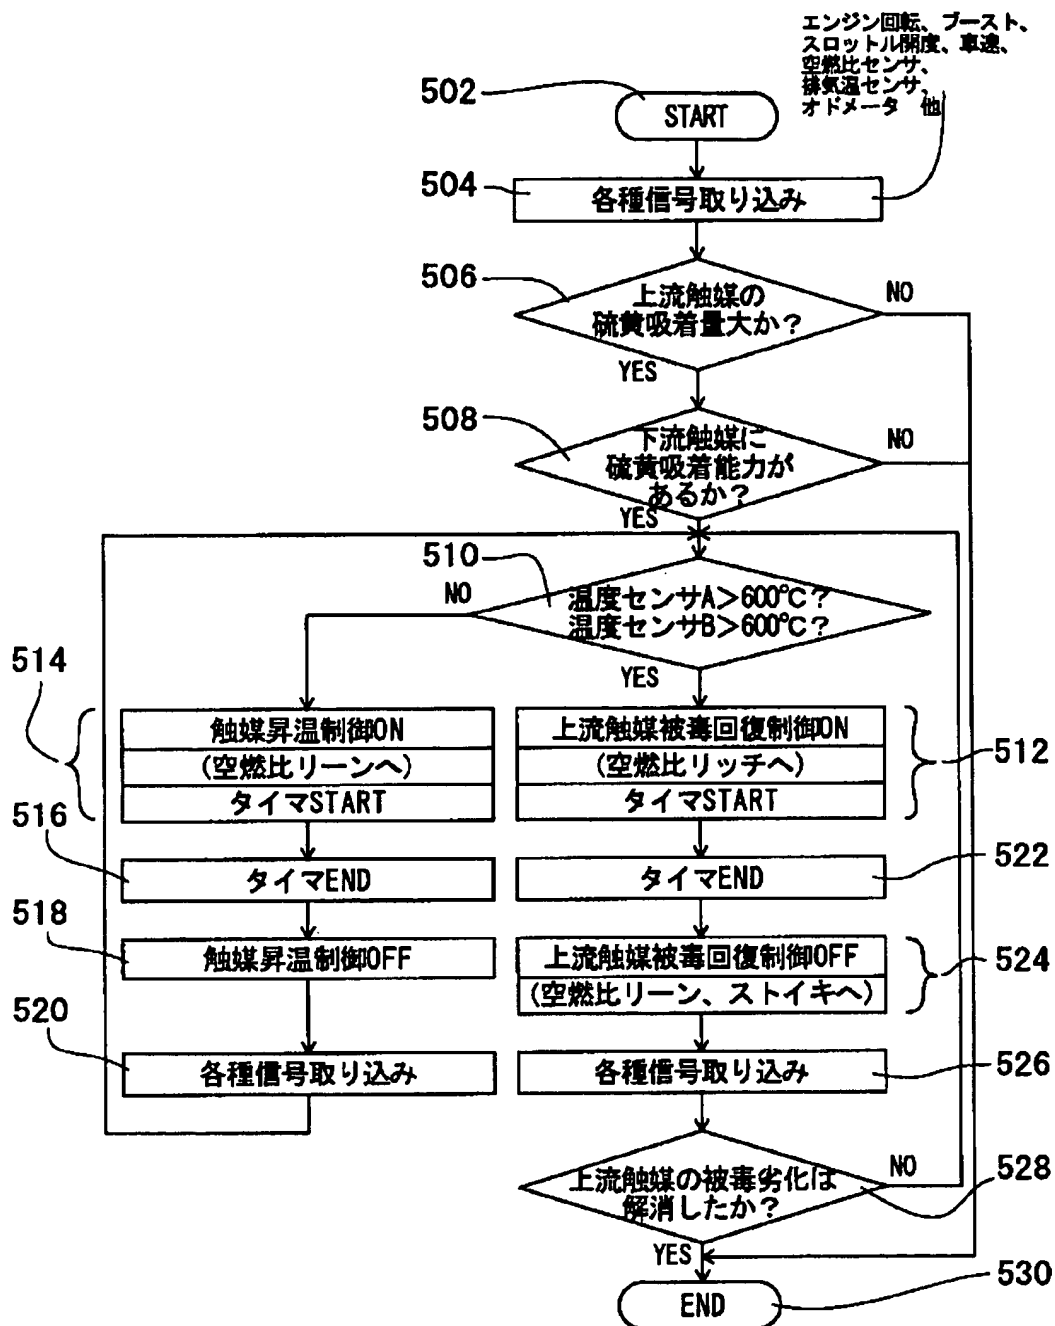 エンジン回転、ブースト、
スロットル開度、車速、
空燃比センサ、
排気温センサ、
オドメータ 他
502
START
504
各種信号取り込み
506
上流触媒の
硫黄吸着量大か？
NO
YES
508
下流触媒に
硫黄吸着能力が
あるか？
NO
YES
510
NO
温度センサA＞600℃？
温度センサB＞600℃？
YES
514
触媒昇温制御ON
(空燃比リーンへ)
タイマSTART
上流触媒被毒回復制御ON
(空燃比リッチへ)
タイマSTART
512
516
タイマEND
タイマEND
522
518
触媒昇温制御OFF
上流触媒被毒回復制御OFF
(空燃比リーン、ストイキへ)
524
520
各種信号取り込み
各種信号取り込み
526
上流触媒の被毒劣化は
解消したか？
NO
528
YES
END
530